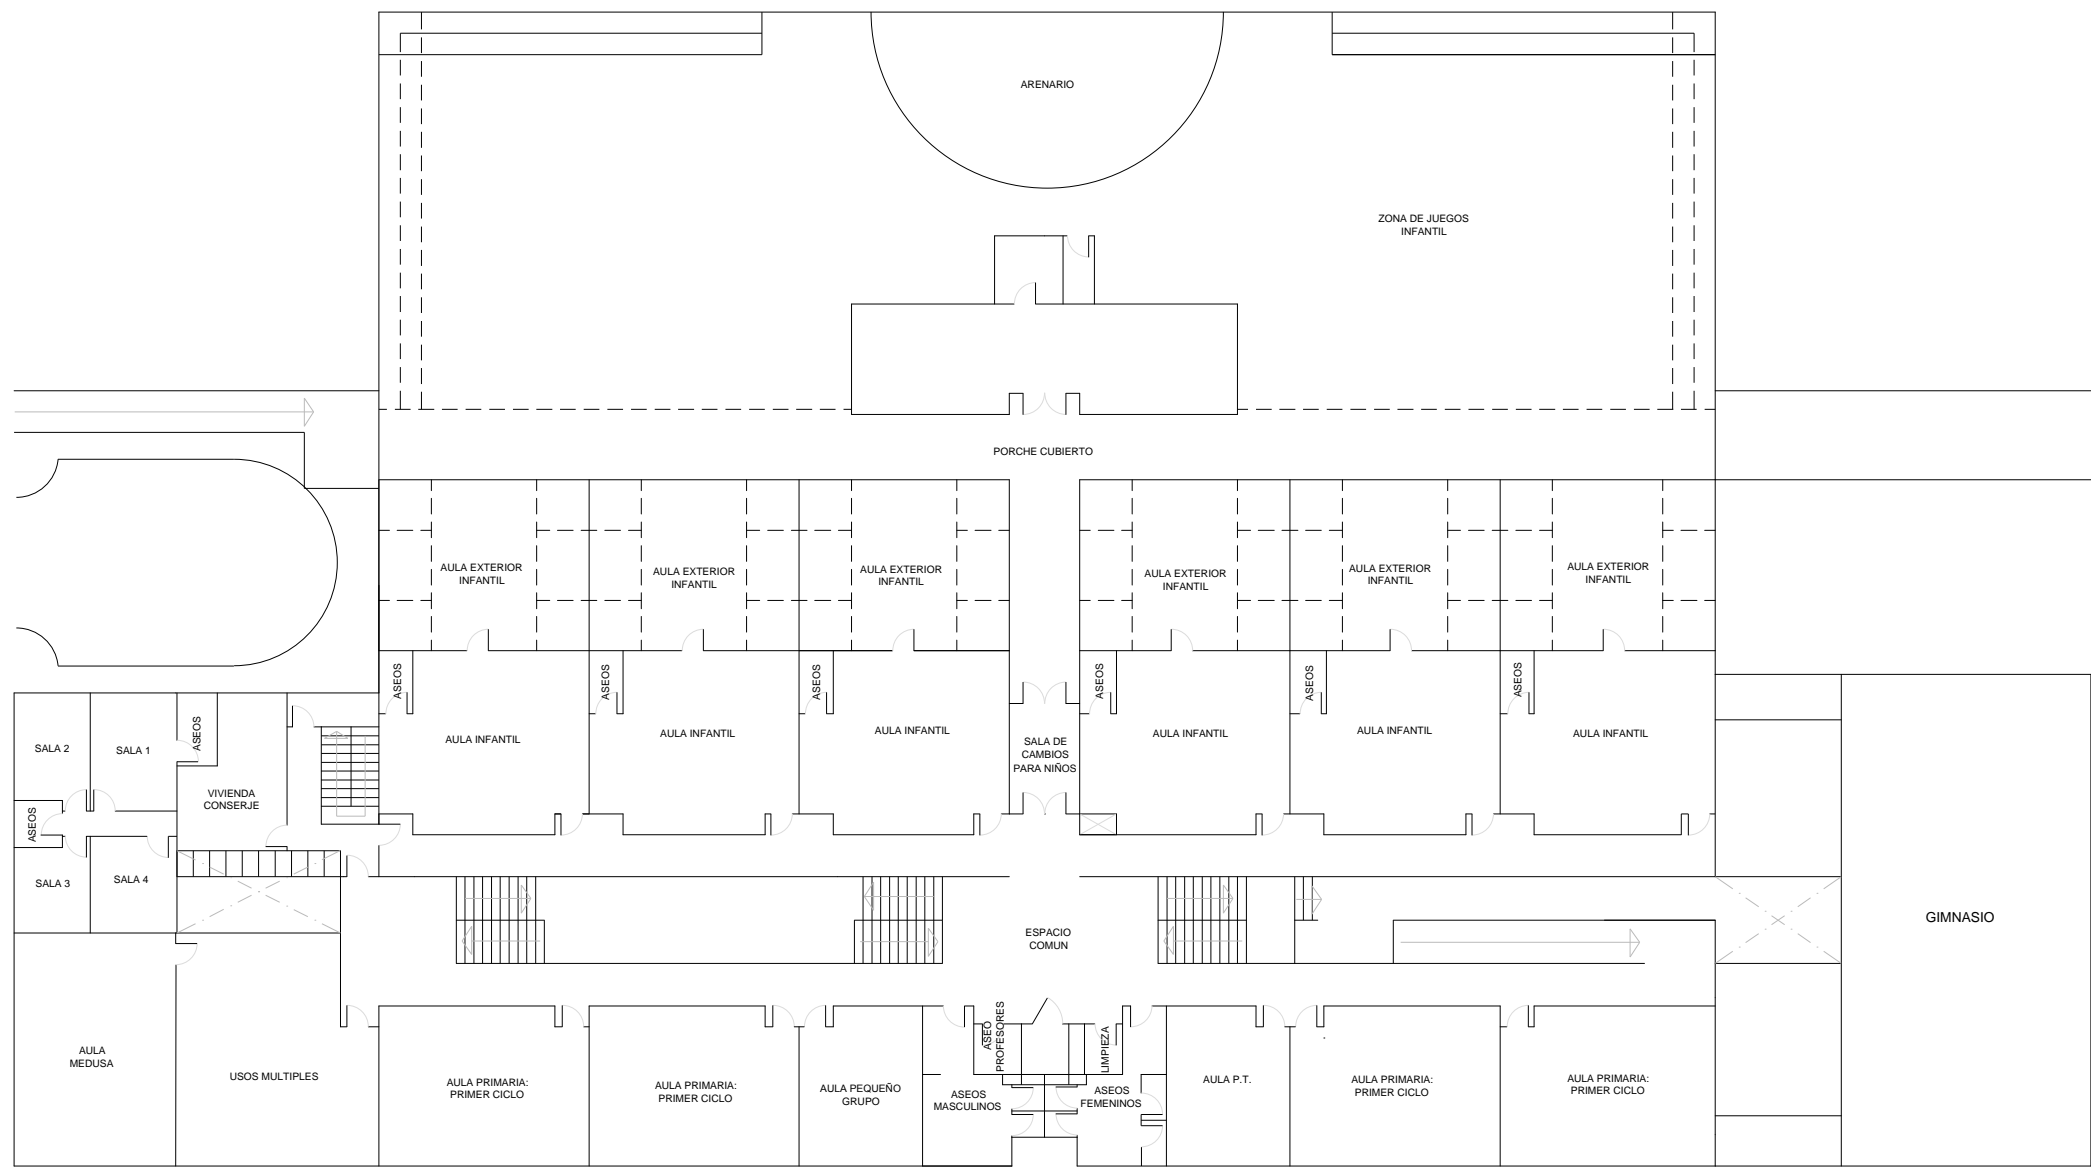 ARENARIO
ZONA DE JUEGOS
INFANTIL
PORCHE CUBIERTO
AULA EXTERIOR
INFANTIL
AULA EXTERIOR
INFANTIL
AULA EXTERIOR
INFANTIL
AULA EXTERIOR
INFANTIL
AULA EXTERIOR
INFANTIL
AULA EXTERIOR
INFANTIL
ASEOS
ASEOS
ASEOS
ASEOS
ASEOS
ASEOS
AULA INFANTIL
AULA INFANTIL
AULA INFANTIL
SALA DE
CAMBIOS
PARA NIÑOS
AULA INFANTIL
AULA INFANTIL
AULA INFANTIL
SALA 2
SALA 1
ASEOS
VIVIENDA
CONSERJE
ASEOS
SALA 3
SALA 4
ESPACIO
COMUN
GIMNASIO
AULA
MEDUSA
USOS MULTIPLES
AULA PRIMARIA:
PRIMER CICLO
AULA PRIMARIA:
PRIMER CICLO
AULA PEQUEÑO
GRUPO
ASEOS
MASCULINOS
ASEO
PROFESORES
LIMPIEZA
ASEOS
FEMENINOS
AULA P.T.
AULA PRIMARIA:
PRIMER CICLO
AULA PRIMARIA:
PRIMER CICLO